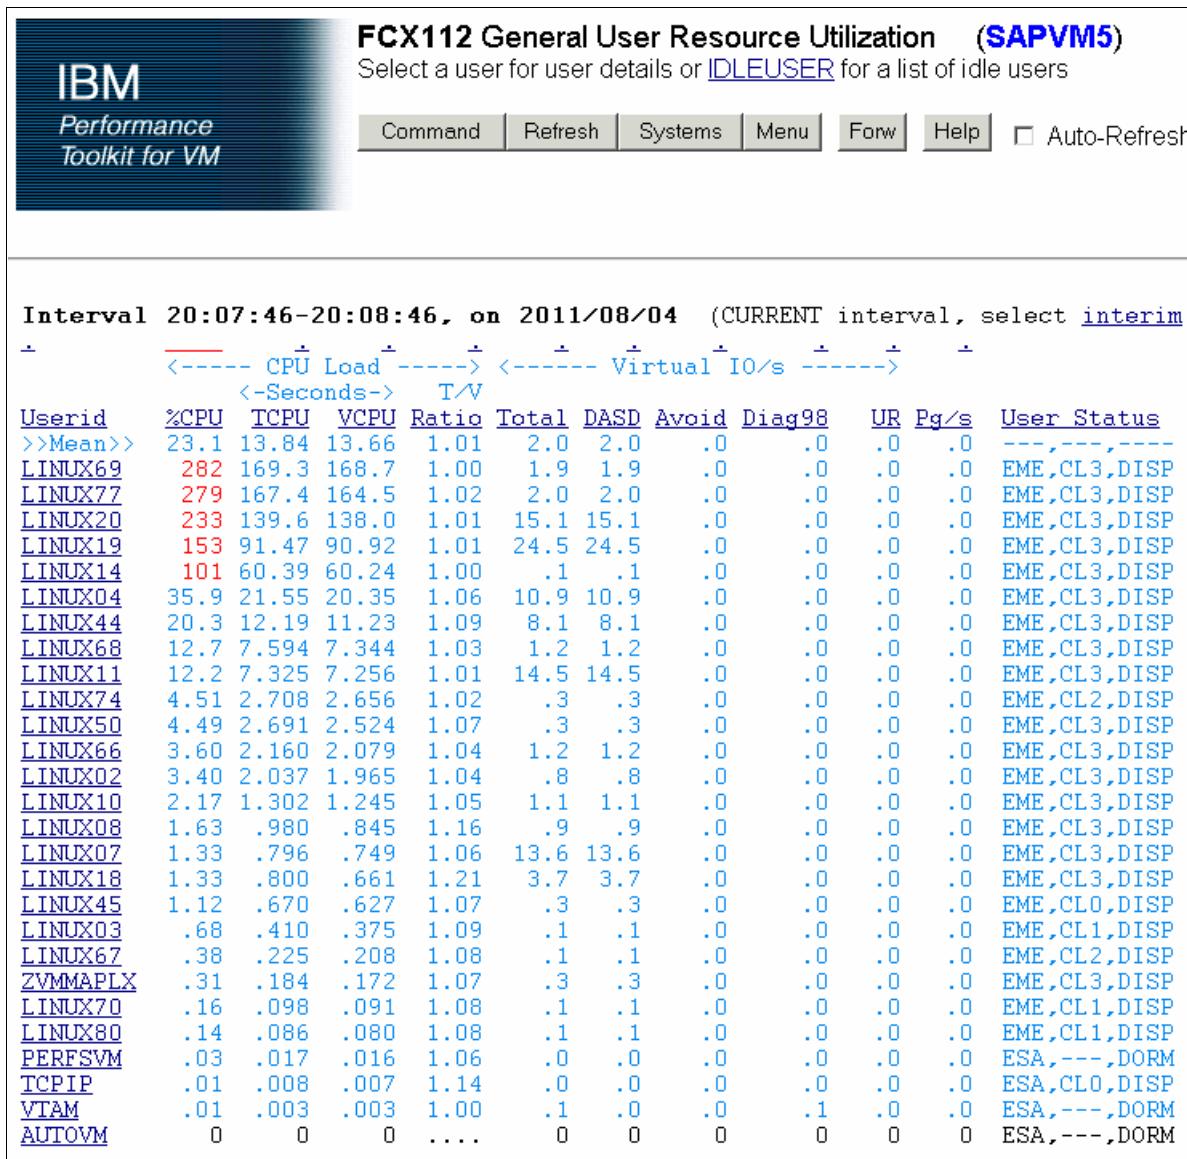 IBM
Performance
Toolkit for VM
FCX112 General User Resource Utilization (SAPVM5)
Select a user for user details or IDLEUSER for a list of idle users
Command Refresh Systems Menu Forw Help Auto-Refresh
Interval 20:07:46-20:08:46, on 2011/08/04 (CURRENT interval, select interim
. . . . . . . . . .
<----- CPU Load -----> <------ Virtual IO/s ------>
<-Seconds-> T/V
Userid %CPU TCPU VCPU Ratio Total DASD Avoid Diag98 UR Pg/s User Status
>>Mean>> 23.1 13.84 13.66 1.01 2.0 2.0 .0 .0 .0 .0 ---,---,----
LINUX69 282 169.3 168.7 1.00 1.9 1.9 .0 .0 .0 .0 EME,CL3,DISP
LINUX77 279 167.4 164.5 1.02 2.0 2.0 .0 .0 .0 .0 EME,CL3,DISP
LINUX20 233 139.6 138.0 1.01 15.1 15.1 .0 .0 .0 .0 EME,CL3,DISP
LINUX19 153 91.47 90.92 1.01 24.5 24.5 .0 .0 .0 .0 EME,CL3,DISP
LINUX14 101 60.39 60.24 1.00 .1 .1 .0 .0 .0 .0 EME,CL3,DISP
LINUX04 35.9 21.55 20.35 1.06 10.9 10.9 .0 .0 .0 .0 EME,CL3,DISP
LINUX44 20.3 12.19 11.23 1.09 8.1 8.1 .0 .0 .0 .0 EME,CL3,DISP
LINUX68 12.7 7.594 7.344 1.03 1.2 1.2 .0 .0 .0 .0 EME,CL3,DISP
LINUX11 12.2 7.325 7.256 1.01 14.5 14.5 .0 .0 .0 .0 EME,CL3,DISP
LINUX74 4.51 2.708 2.656 1.02 .3 .3 .0 .0 .0 .0 EME,CL2,DISP
LINUX50 4.49 2.691 2.524 1.07 .3 .3 .0 .0 .0 .0 EME,CL3,DISP
LINUX66 3.60 2.160 2.079 1.04 1.2 1.2 .0 .0 .0 .0 EME,CL3,DISP
LINUX02 3.40 2.037 1.965 1.04 .8 .8 .0 .0 .0 .0 EME,CL3,DISP
LINUX10 2.17 1.302 1.245 1.05 1.1 1.1 .0 .0 .0 .0 EME,CL3,DISP
LINUX08 1.63 .980 .845 1.16 .9 .9 .0 .0 .0 .0 EME,CL3,DISP
LINUX07 1.33 .796 .749 1.06 13.6 13.6 .0 .0 .0 .0 EME,CL3,DISP
LINUX18 1.33 .800 .661 1.21 3.7 3.7 .0 .0 .0 .0 EME,CL3,DISP
LINUX45 1.12 .670 .627 1.07 .3 .3 .0 .0 .0 .0 EME,CL0,DISP
LINUX03 .68 .410 .375 1.09 .1 .1 .0 .0 .0 .0 EME,CL1,DISP
LINUX67 .38 .225 .208 1.08 .1 .1 .0 .0 .0 .0 EME,CL2,DISP
ZVMMAPLX .31 .184 .172 1.07 .3 .3 .0 .0 .0 .0 EME,CL3,DISP
LINUX70 .16 .098 .091 1.08 .1 .1 .0 .0 .0 .0 EME,CL1,DISP
LINUX80 .14 .086 .080 1.08 .1 .1 .0 .0 .0 .0 EME,CL1,DISP
PERFSVM .03 .017 .016 1.06 .0 .0 .0 .0 .0 .0 ESA,---,DORM
TCPIP .01 .008 .007 1.14 .0 .0 .0 .0 .0 .0 ESA,CL0,DISP
VTAM .01 .003 .003 1.00 .1 .0 .0 .1 .0 .0 ESA,---,DORM
AUTOVM 0 0 0 .... 0 0 0 0 0 0 ESA,---,DORM